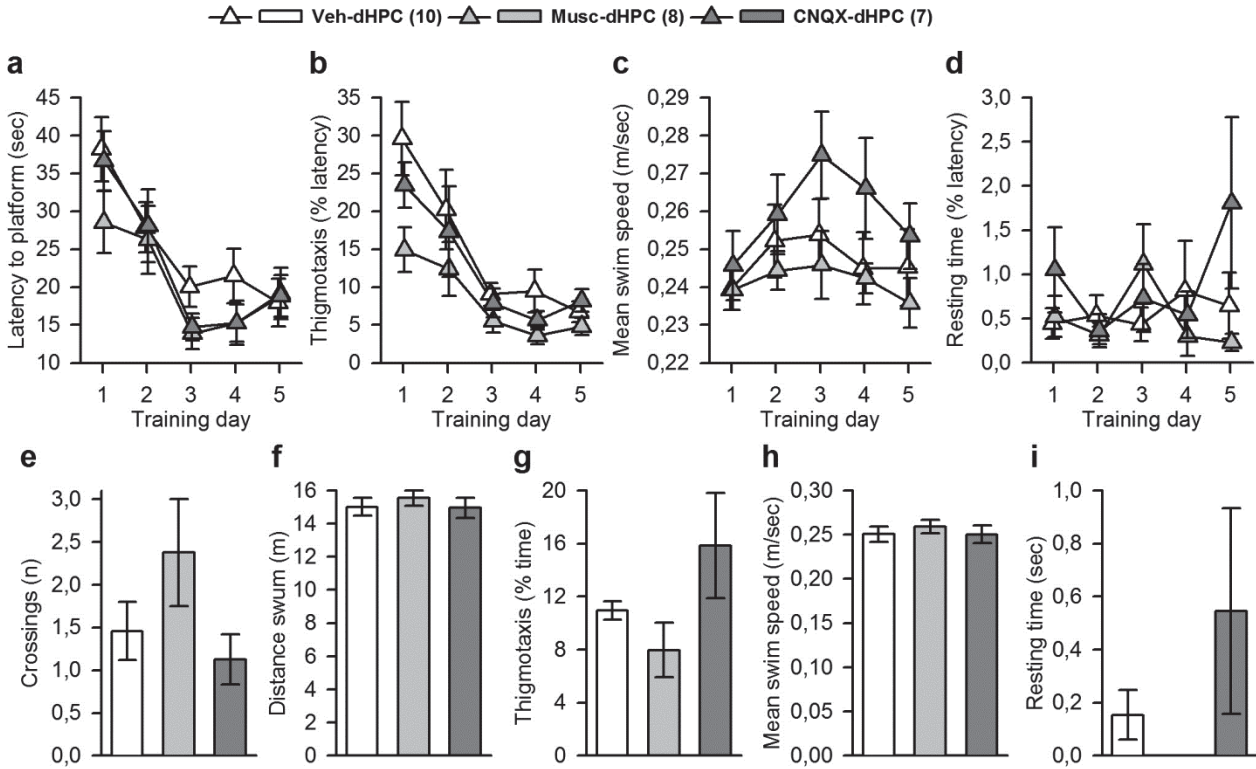 Veh-dHPC (10) Musc-dHPC (8) CNQX-dHPC (7)
a
Latency to platform (sec)
45
40
35
30
25
20
15
10
1 2 3 4 5
Training day
b
Thigmotaxis (% latency)
35
30
25
20
15
10
5
0
1 2 3 4 5
Training day
c
Mean swim speed (m/sec)
0,29
0,28
0,27
0,26
0,25
0,24
0,23
0,22
1 2 3 4 5
Training day
d
Resting time (% latency)
3,0
2,5
2,0
1,5
1,0
0,5
0,0
1 2 3 4 5
Training day
e
Crossings (n)
3,0
2,5
2,0
1,5
1,0
0,5
0,0
f
Distance swum (m)
16
14
12
10
8
6
4
2
0
g
Thigmotaxis (% time)
20
16
12
8
4
0
h
Mean swim speed (m/sec)
0,30
0,25
0,20
0,15
0,10
0,05
0,00
i
Resting time (sec)
1,0
0,8
0,6
0,4
0,2
0,0